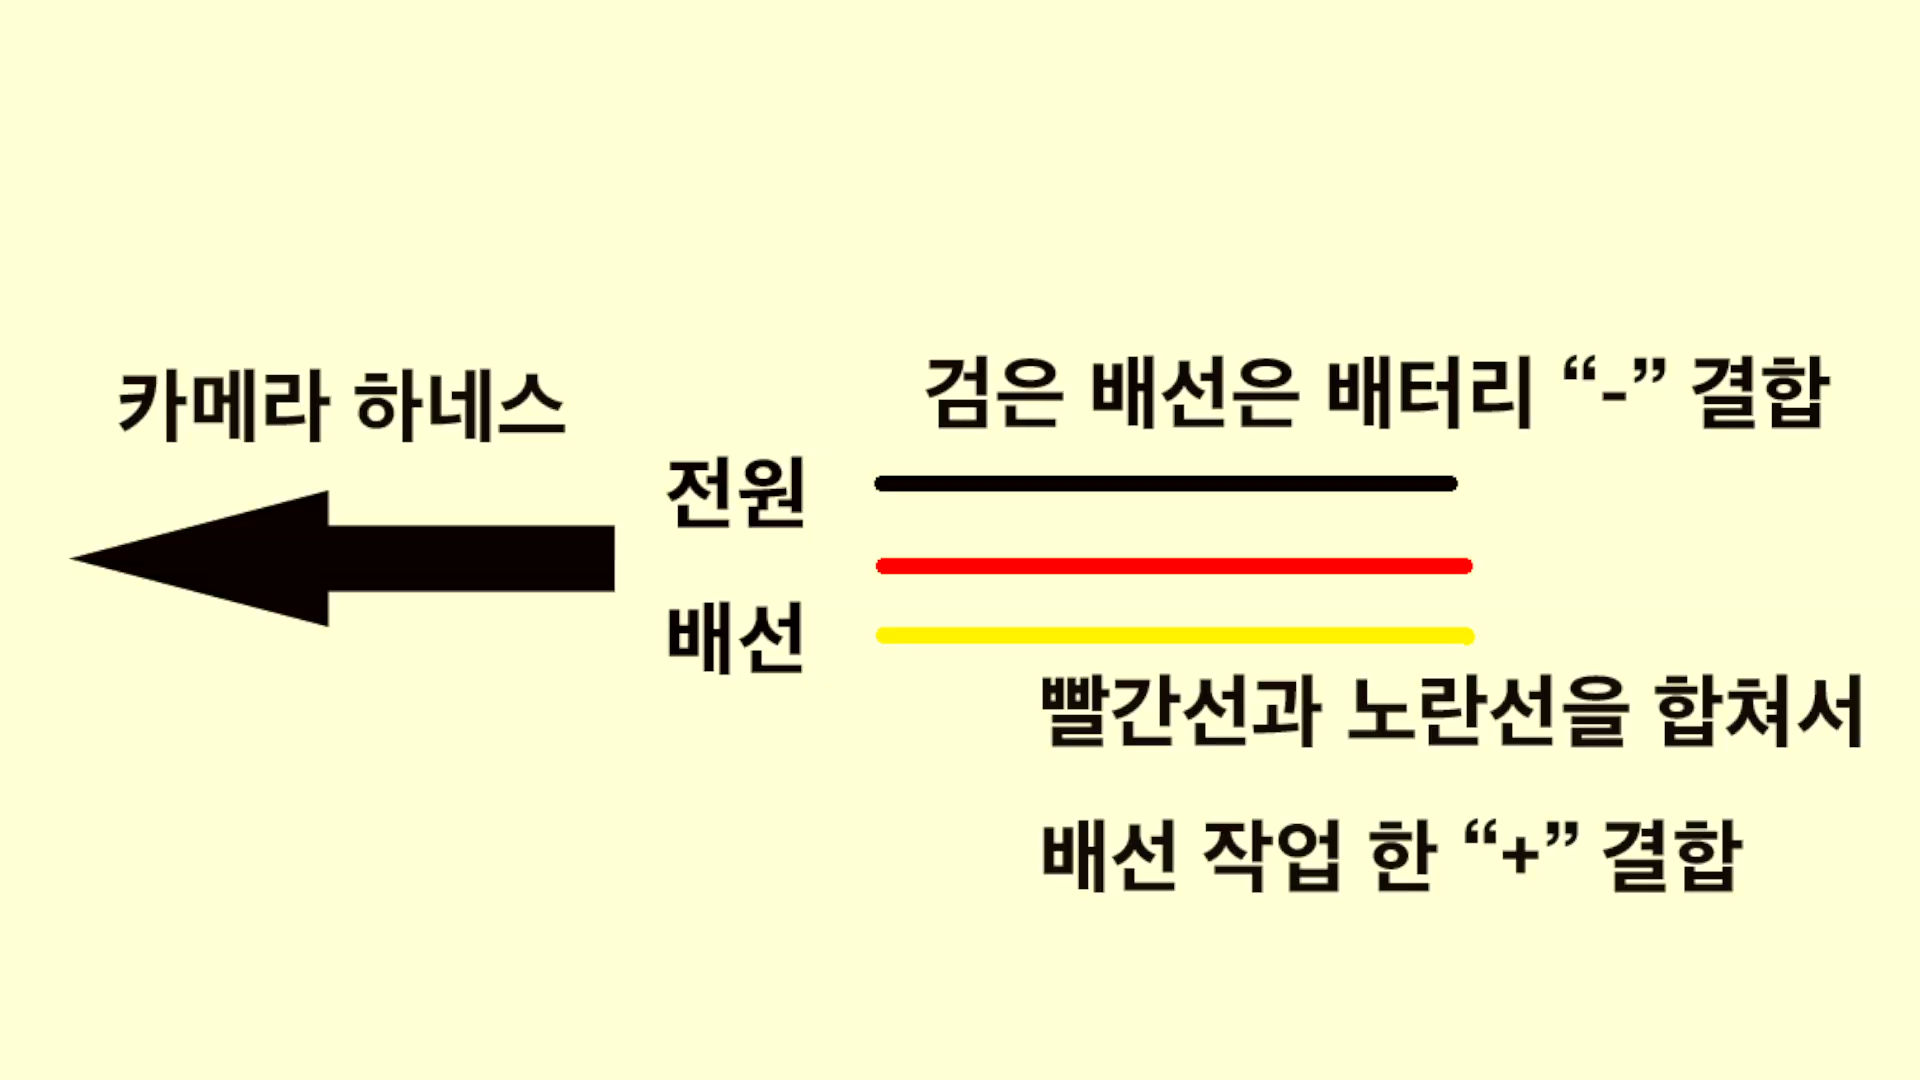 카메라 하네스
검은 배선은 배터리 “-” 결합
전원
배선
빨간선과 노란선을 합쳐서
배선 작업 한 “+” 결합